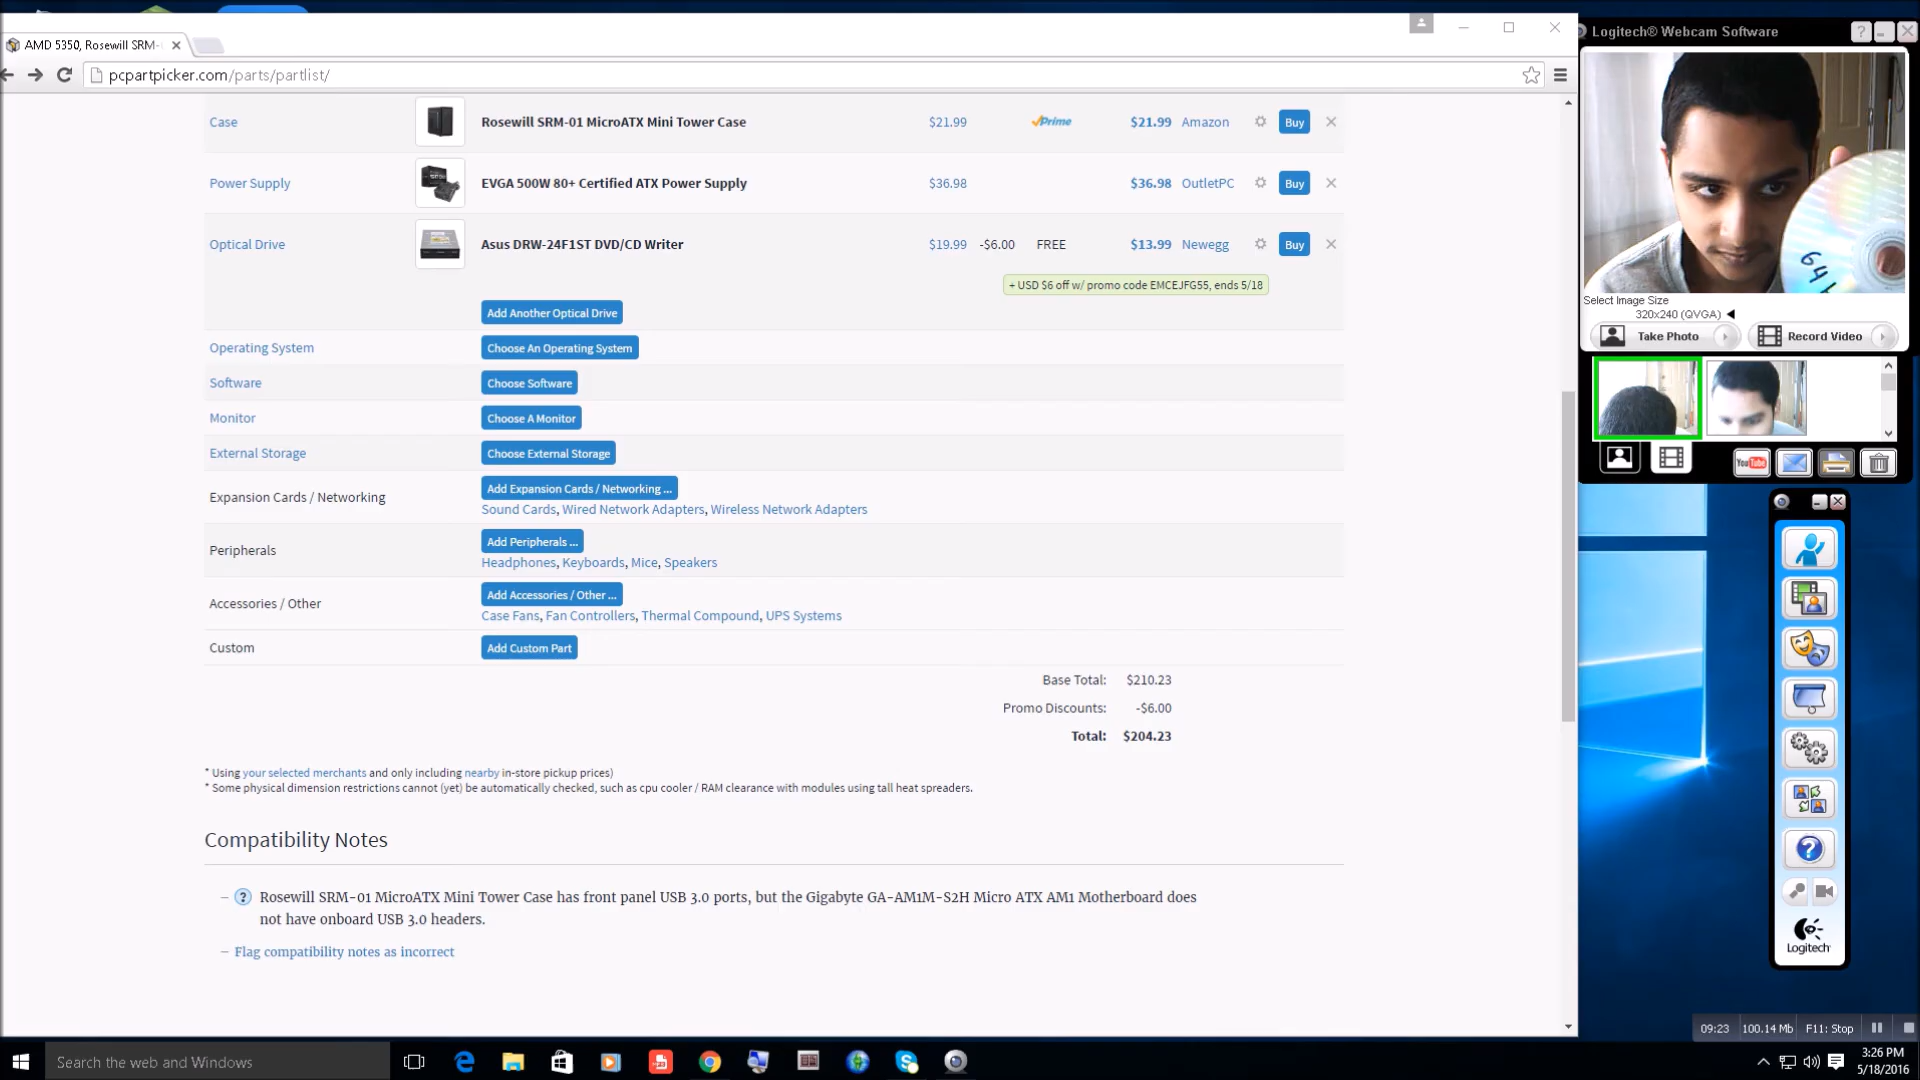 AMD 5350, Rosewill SRM-
pcpartpicker.com/parts/partlist/
Case Rosewill SRM-01 MicroATX Mini Tower Case $21.99 Prime $21.99 Amazon Buy
Power Supply EVGA 500W 80+ Certified ATX Power Supply $36.98 $36.98 OutletPC Buy
Optical Drive Asus DRW-24F1ST DVD/CD Writer $19.99 -$6.00 FREE $13.99 Newegg Buy
+ USD $6 off w/ promo code EMCEJFG55, ends 5/18
Add Another Optical Drive
Operating System Choose An Operating System
Software Choose Software
Monitor Choose A Monitor
External Storage Choose External Storage
Expansion Cards / Networking Add Expansion Cards / Networking ...
Sound Cards, Wired Network Adapters, Wireless Network Adapters
Peripherals Add Peripherals ...
Headphones, Keyboards, Mice, Speakers
Accessories / Other Add Accessories / Other ...
Case Fans, Fan Controllers, Thermal Compound, UPS Systems
Custom Add Custom Part
Base Total: $210.23
Promo Discounts: -$6.00
Total: $204.23
* Using your selected merchants and only including nearby in-store pickup prices)
* Some physical dimension restrictions cannot (yet) be automatically checked, such as cpu cooler / RAM clearance with modules using tall heat spreaders.
Compatibility Notes
– ? Rosewill SRM-01 MicroATX Mini Tower Case has front panel USB 3.0 ports, but the Gigabyte GA-AM1M-S2H Micro ATX AM1 Motherboard does
not have onboard USB 3.0 headers.
– Flag compatibility notes as incorrect
Logitech® Webcam Software
64
Select Image Size
320x240 (QVGA)
Take Photo Record Video
YouTube
Logitech
09:23 100.14 Mb F11: Stop
Search the web and Windows
3:26 PM
5/18/2016